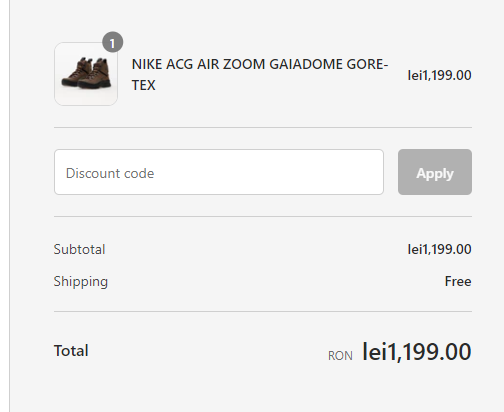 1
NIKE ACG AIR ZOOM GAIADOME GORE-
TEX
lei1,199.00
Discount code
Apply
Subtotal lei1,199.00
Shipping Free
Total RON lei1,199.00